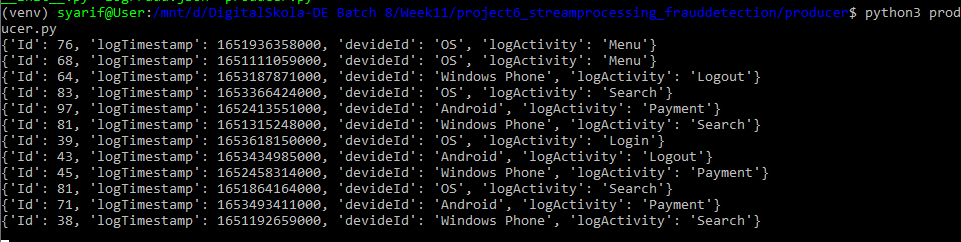 (venv) syarif@User:/mnt/d/DigitalSkola-DE Batch 8/Week11/project6_streamprocessing_frauddetection/producer$ python3 prod
ucer.py
{'Id': 76, 'logTimestamp': 1651936358000, 'devideId': 'OS', 'logActivity': 'Menu'}
{'Id': 68, 'logTimestamp': 1651111059000, 'devideId': 'OS', 'logActivity': 'Menu'}
{'Id': 64, 'logTimestamp': 1653187871000, 'devideId': 'Windows Phone', 'logActivity': 'Logout'}
{'Id': 83, 'logTimestamp': 1653366424000, 'devideId': 'OS', 'logActivity': 'Search'}
{'Id': 97, 'logTimestamp': 1652413551000, 'devideId': 'Android', 'logActivity': 'Payment'}
{'Id': 81, 'logTimestamp': 1651315248000, 'devideId': 'Windows Phone', 'logActivity': 'Search'}
{'Id': 39, 'logTimestamp': 1653618150000, 'devideId': 'OS', 'logActivity': 'Login'}
{'Id': 43, 'logTimestamp': 1653434985000, 'devideId': 'Android', 'logActivity': 'Logout'}
{'Id': 45, 'logTimestamp': 1652458314000, 'devideId': 'Windows Phone', 'logActivity': 'Payment'}
{'Id': 81, 'logTimestamp': 1651864164000, 'devideId': 'OS', 'logActivity': 'Search'}
{'Id': 71, 'logTimestamp': 1653493411000, 'devideId': 'Android', 'logActivity': 'Payment'}
{'Id': 38, 'logTimestamp': 1651192659000, 'devideId': 'Windows Phone', 'logActivity': 'Search'}